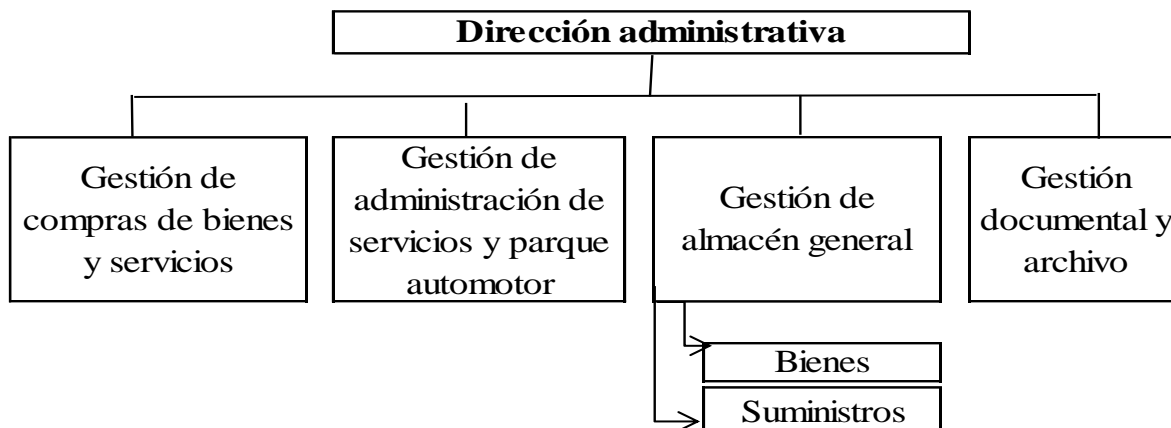 Dirección administrativa
Gestión de
compras de bienes
y servicios
Gestión de
administración de
servicios y parque
automotor
Gestión de
almacén general
Gestión
documental y
archivo
Bienes
Suministros